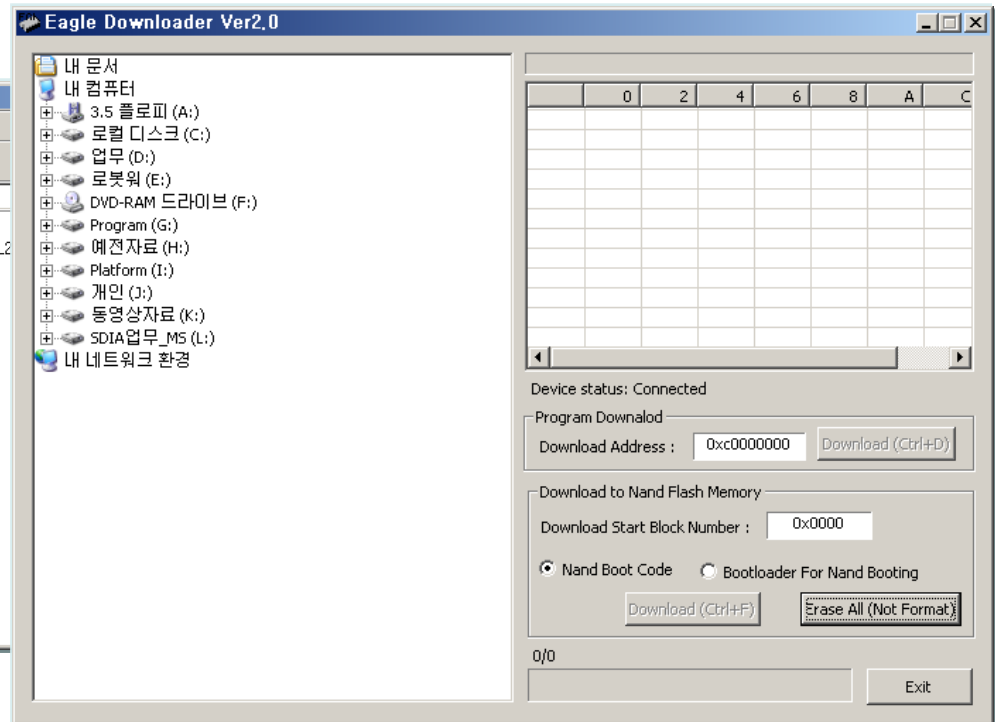 Eagle Downloader Ver2.0
내 문서
내 컴퓨터
3.5 플로피 (A:)
로컬 디스크 (C:)
업무 (D:)
로봇워 (E:)
DVD-RAM 드라이브 (F:)
Program (G:)
예전자료 (H:)
Platform (I:)
개인 (J:)
동영상자료 (K:)
SDIA업무_MS (L:)
내 네트워크 환경
0 2 4 6 8 A C
Device status: Connected
Program Downalod
Download Address : 0xc0000000 Download (Ctrl+D)
Download to Nand Flash Memory
Download Start Block Number : 0x0000
Nand Boot Code Bootloader For Nand Booting
Download (Ctrl+F) Erase All (Not Format)
0/0
Exit